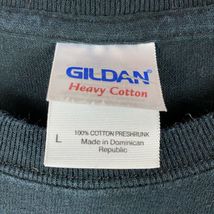 GILDAN
Heavy Cotton
L
100% COTTON PRESHRUNK
Made in Dominican
Republic